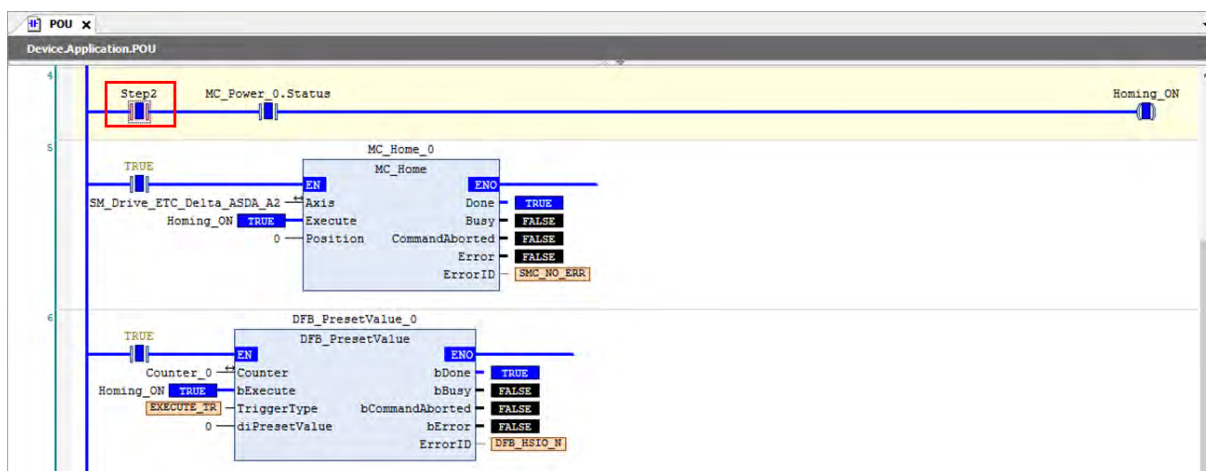 POU
Device.Application.POU
4
Step2 MC_Power_0.Status Homing_ON
5
MC_Home_0
TRUE MC_Home
EN ENO
SM_Drive_ETC_Delta_ASDA_A2 Axis Done TRUE
Homing_ON TRUE Execute Busy FALSE
0 Position CommandAborted FALSE
Error FALSE
ErrorID SMC_NO_ERR
6
DFB_PresetValue_0
TRUE DFB_PresetValue
EN ENO
Counter_0 Counter bDone TRUE
Homing_ON TRUE bExecute bBusy FALSE
EXECUTE_TR TriggerType bCommandAborted FALSE
0 diPresetValue bError FALSE
ErrorID DFB_HSIO_N